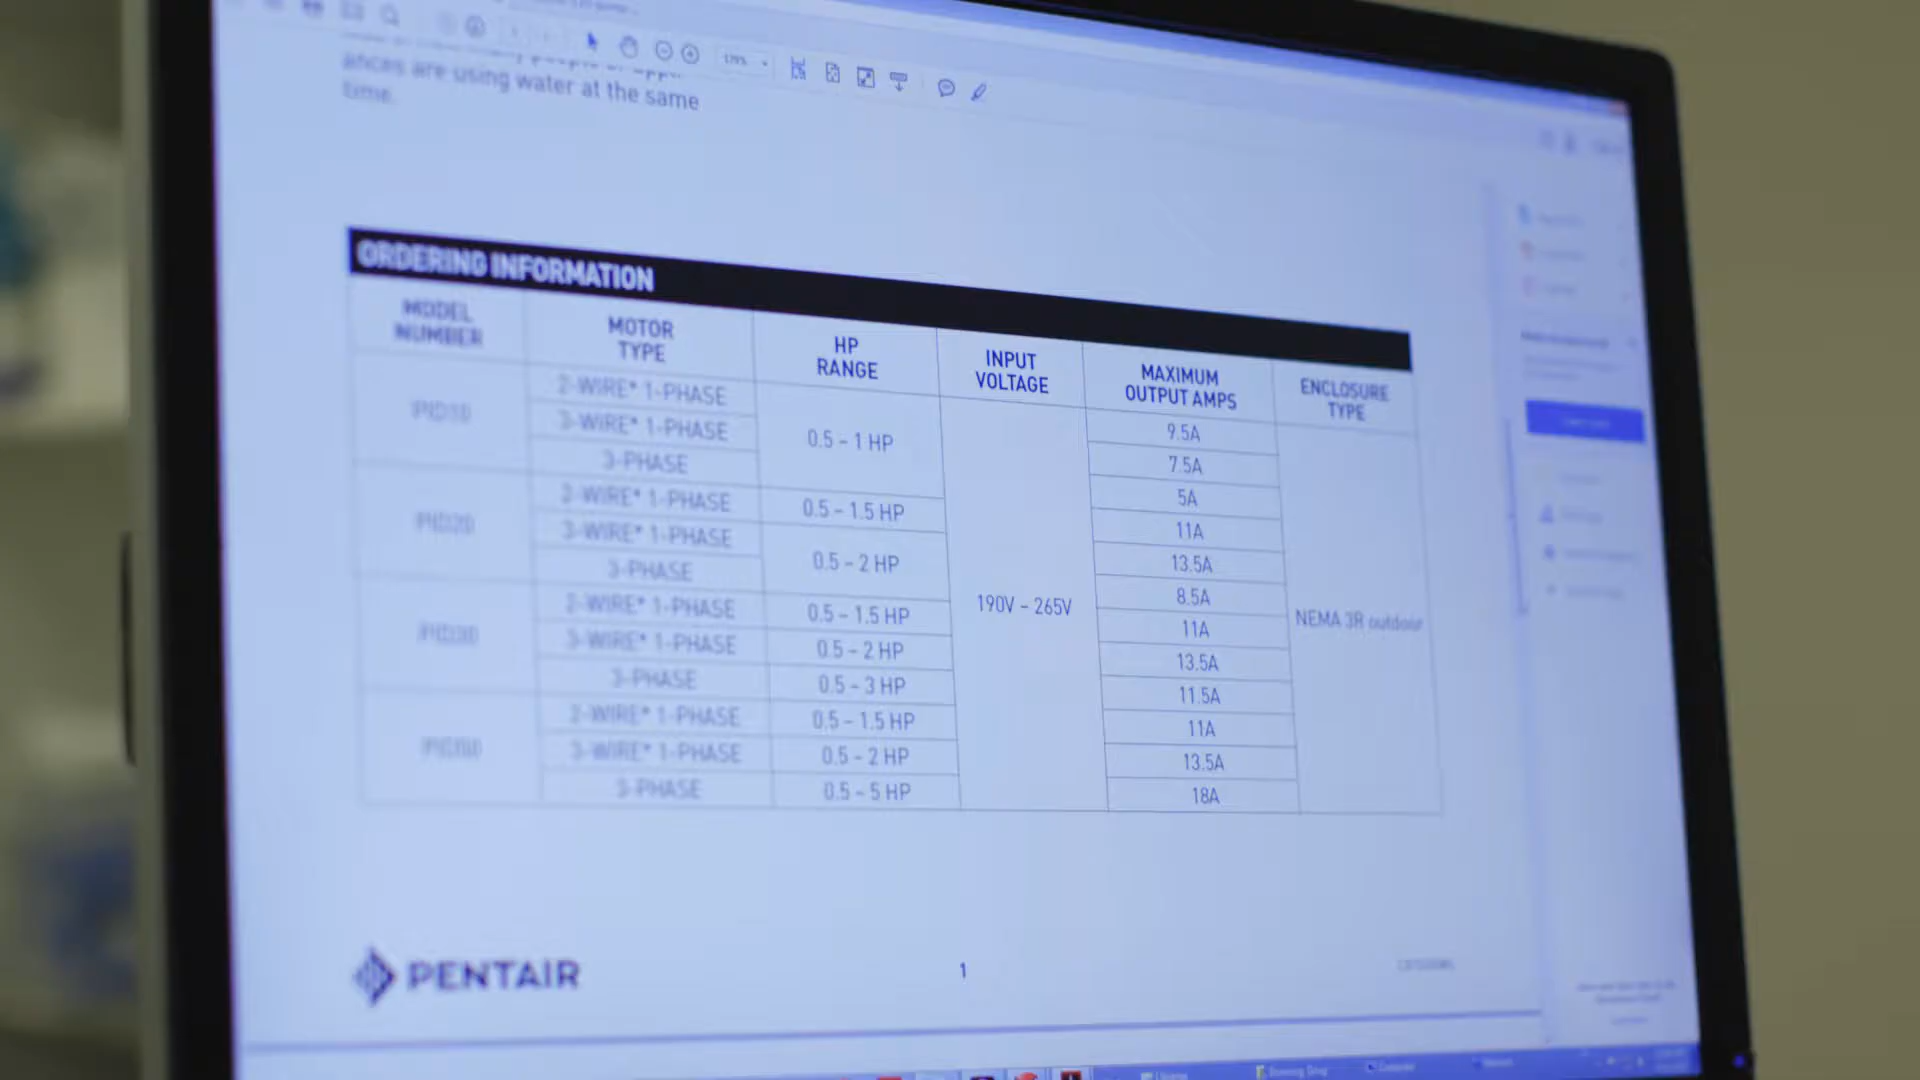 ances are using water at the same
time.
ORDERING INFORMATION
MODEL NUMBER
MOTOR TYPE
HP RANGE
INPUT VOLTAGE
MAXIMUM OUTPUT AMPS
ENCLOSURE TYPE
PID10
2-WIRE* 1-PHASE
0.5 – 1 HP
190V – 265V
9.5A
NEMA 3R outdoor
3-WIRE* 1-PHASE
7.5A
3-PHASE
5A
PID20
2-WIRE* 1-PHASE
0.5 – 1.5 HP
11A
3-WIRE* 1-PHASE
0.5 – 2 HP
13.5A
3-PHASE
8.5A
PID30
2-WIRE* 1-PHASE
0.5 – 1.5 HP
11A
3-WIRE* 1-PHASE
0.5 – 2 HP
13.5A
3-PHASE
0.5 – 3 HP
11.5A
PID50
2-WIRE* 1-PHASE
0.5 – 1.5 HP
11A
3-WIRE* 1-PHASE
0.5 – 2 HP
13.5A
3-PHASE
0.5 – 5 HP
18A
PENTAIR
1